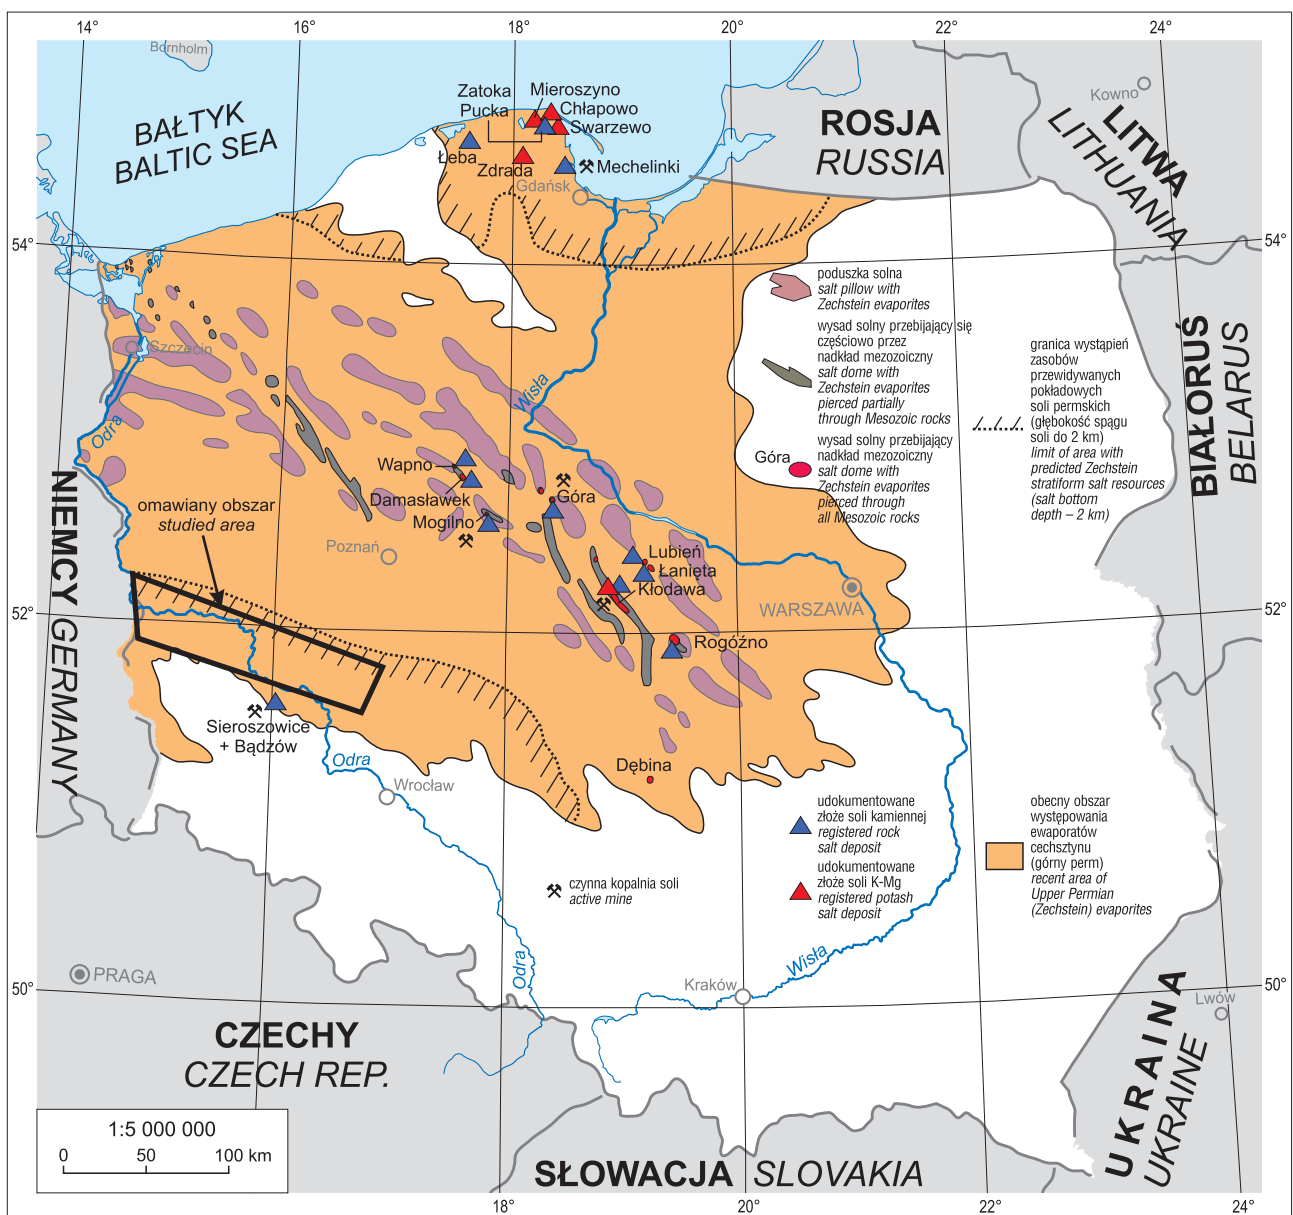 14°
16°
18°
20°
22°
24°
Bornholm
BAŁTYK
BALTIC SEA
Zatoka
Pucka
Mieroszyno
Chłapowo
Swarzewo
Łeba
Zdrada
Mechelinki
Gdańsk
ROSJA
RUSSIA
Kowno
LITWA
LITHUANIA
54°
54°
poduszka solna
salt pillow with
Zechstein evaporites
wysad solny przebijający się
częściowo przez
nadkład mezozoiczny
salt dome with
Zechstein evaporites
pierced partially
through Mesozoic rocks
Góra
wysad solny przebijający
nadkład mezozoiczny
salt dome with
Zechstein evaporites
pierced through
all Mesozoic rocks
granica wystąpień
zasobów
przewidywanych
pokładowych
soli permskich
(głębokość spągu
soli do 2 km)
limit of area with
predicted Zechstein
stratiform salt resources
(salt bottom
depth – 2 km)
BIAŁORUŚ
BELARUS
Szczecin
Odra
Wisła
NIEMCY GERMANY
omawiany obszar
studied area
Wapno
Damasławek
Mogilno
Góra
Poznań
Lubień
Łanięta
Kłodawa
WARSZAWA
Rogóźno
52°
52°
Sieroszowice
+ Bądzów
Odra
Wrocław
Dębina
udokumentowane
złoże soli kamiennej
registered rock
salt deposit
udokumentowane
złoże soli K-Mg
registered potash
salt deposit
obecny obszar
występowania
ewaporatów
cechsztynu
(górny perm)
recent area of
Upper Permian
(Zechstein) evaporites
czynna kopalnia soli
active mine
Odra
Wisła
Kraków
PRAGA
50°
50°
Lwów
CZECHY
CZECH REP.
UKRAINA
UKRAINE
1:5 000 000
0
50
100 km
SŁOWACJA SLOVAKIA
18°
20°
22°
24°